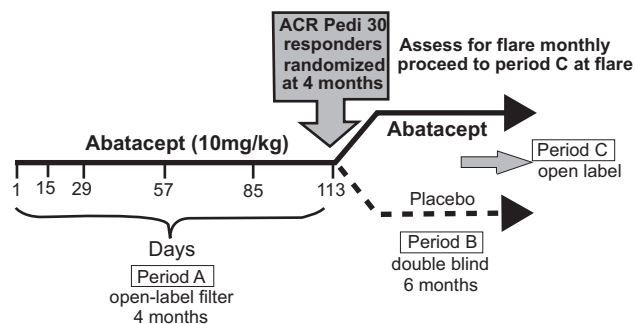 ACR Pedi 30
responders
randomized
at 4 months
Assess for flare monthly
proceed to period C at flare
Abatacept (10mg/kg)
Abatacept
1 15 29 57 85 113
Period C
open label
Placebo
Days
Period A
open-label filter
4 months
Period B
double blind
6 months